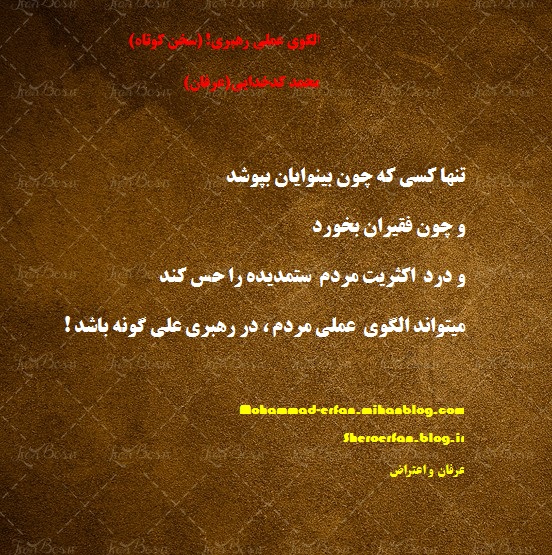 الگوی عملی رهبری! (سخن کوتاه)
محمد کدخدایی(عرفان)
تنها کسی که چون بینوایان بپوشد
و چون فقیران بخورد
و درد اکثریت مردم ستمدیده را حس کند
میتواند الگوی عملی مردم ، در رهبری علی گونه باشد !
Mohammad-erfan.mihanblog.com
Sheroerfan.blog.ir
عرفان و اعتراض